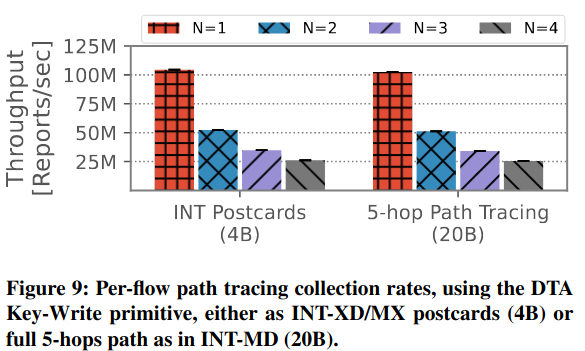 N=1 N=2 N=3 N=4
Throughput
[Reports/sec]
125M
100M
75M
50M
25M
INT Postcards
(4B)
5-hop Path Tracing
(20B)
Figure 9: Per-flow path tracing collection rates, using the DTA
Key-Write primitive, either as INT-XD/MX postcards (4B) or
full 5-hops path as in INT-MD (20B).